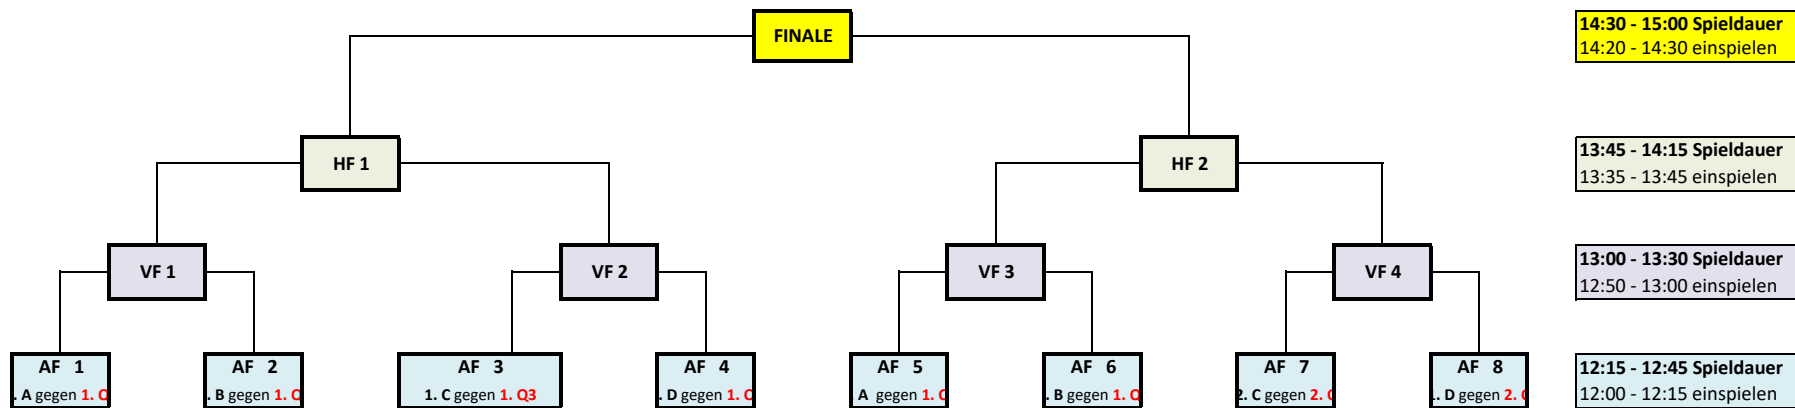 FINALE
14:30 - 15:00 Spieldauer
14:20 - 14:30 einspielen
HF 1
HF 2
13:45 - 14:15 Spieldauer
13:35 - 13:45 einspielen
VF 1
VF 2
VF 3
VF 4
13:00 - 13:30 Spieldauer
12:50 - 13:00 einspielen
AF 1
AF 2
AF 3
AF 4
AF 5
AF 6
AF 7
AF 8
12:15 - 12:45 Spieldauer
. A gegen 1.
. B gegen 1.
1. C gegen 1. Q3
. D gegen 1.
A gegen 1.
. B gegen 1. Q
2. C gegen 2.
1. D gegen 2.
12:00 - 12:15 einspielen